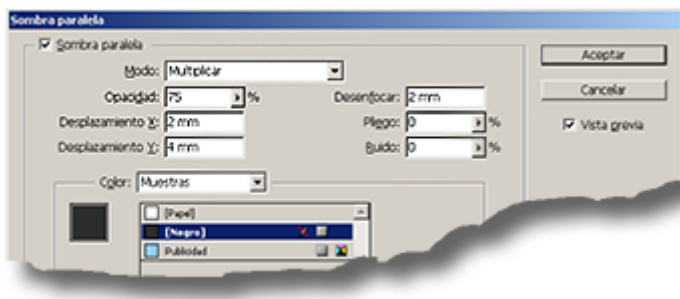 Sombra paralela
Sombra paralela
Aceptar
Modo: Multiplicar
Cancelar
Opacidad: 75 % Desenfocar: 2 mm
Desplazamiento X: 2 mm Pliego: 0 % Vista previa
Desplazamiento Y: 4 mm Ruido: 0 %
Color: Muestras
[Papel]
[Negro]
Publicidad